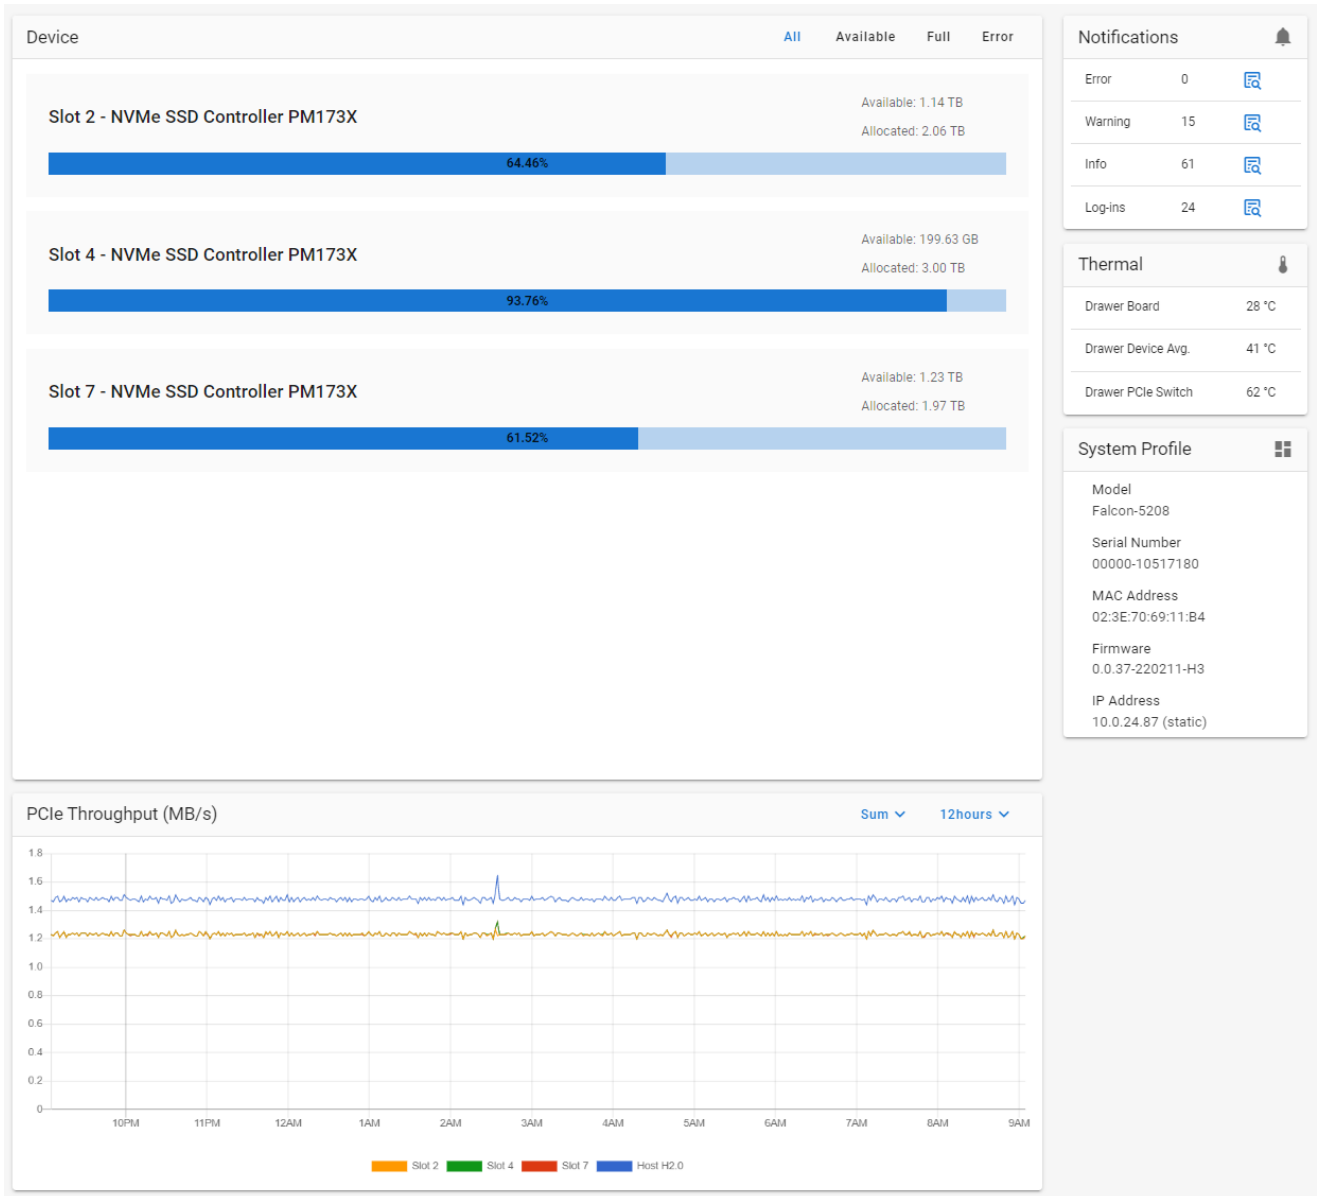 Device
All Available Full Error
Slot 2 - NVMe SSD Controller PM173X
Available: 1.14 TB
Allocated: 2.06 TB
64.46%
Slot 4 - NVMe SSD Controller PM173X
Available: 199.63 GB
Allocated: 3.00 TB
93.76%
Slot 7 - NVMe SSD Controller PM173X
Available: 1.23 TB
Allocated: 1.97 TB
61.52%
Notifications
Error 0
Warning 15
Info 61
Log-ins 24
Thermal
Drawer Board 28 °C
Drawer Device Avg. 41 °C
Drawer PCIe Switch 62 °C
System Profile
Model
Falcon-5208
Serial Number
00000-10517180
MAC Address
02:3E:70:69:11:B4
Firmware
0.0.37-220211-H3
IP Address
10.0.24.87 (static)
PCIe Throughput (MB/s)
Sum 12hours
1.8
1.6
1.4
1.2
1.0
0.8
0.6
0.4
0.2
0
10PM 11PM 12AM 1AM 2AM 3AM 4AM 5AM 6AM 7AM 8AM 9AM
Slot 2 Slot 4 Slot 7 Host H2.0